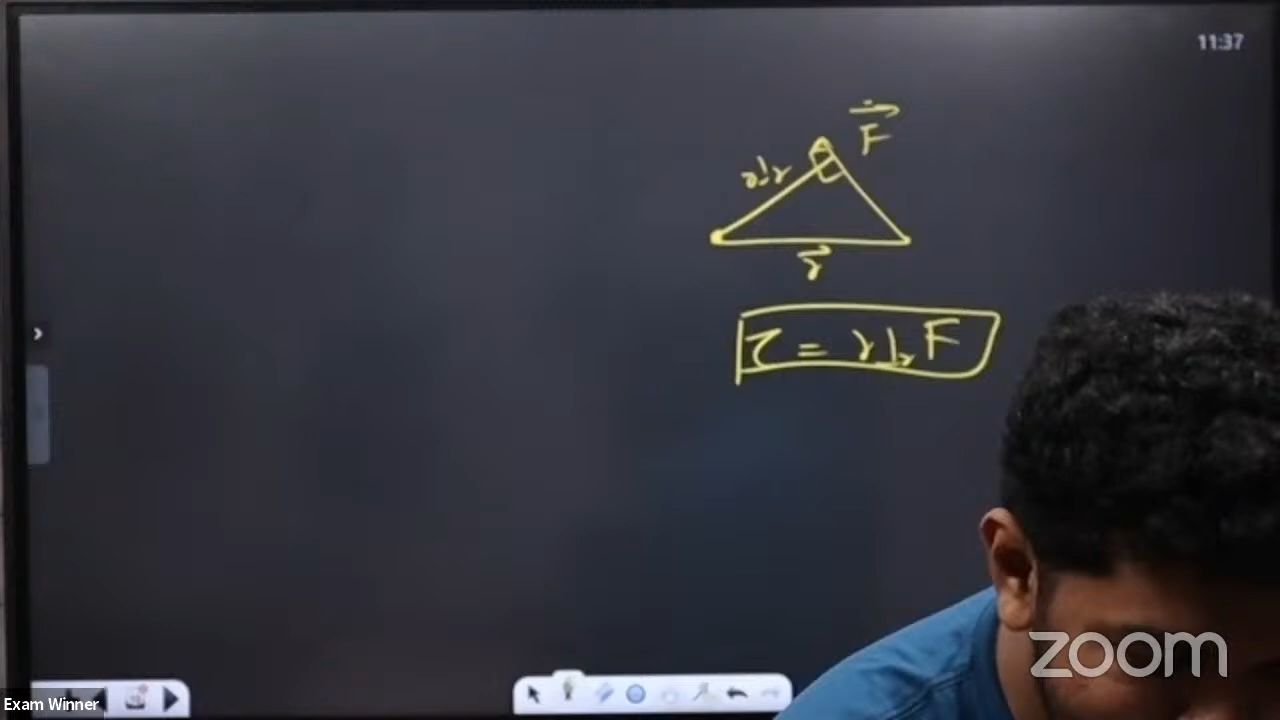 11:37
F
r⊥r
r
τ = r⊥r F
zoom
Exam Winner